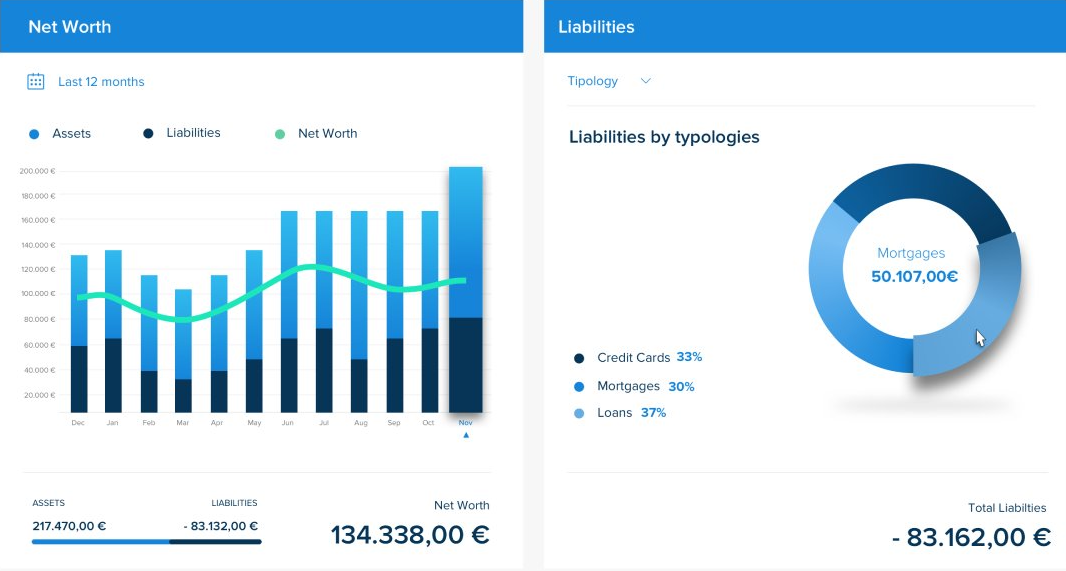 Net Worth
Last 12 months
Assets Liabilities Net Worth
200.000 €
180.000 €
160.000 €
140.000 €
120.000 €
100.000 €
80.000 €
60.000 €
40.000 €
20.000 €
Dec Jan Feb Mar Apr May Jun Jul Aug Sep Oct Nov
ASSETS LIABILITIES Net Worth
217.470,00 € - 83.132,00 € 134.338,00 €
Liabilities
Tipology
Liabilities by typologies
Mortgages
50.107,00€
Credit Cards 33%
Mortgages 30%
Loans 37%
Total Liabilties
- 83.162,00 €